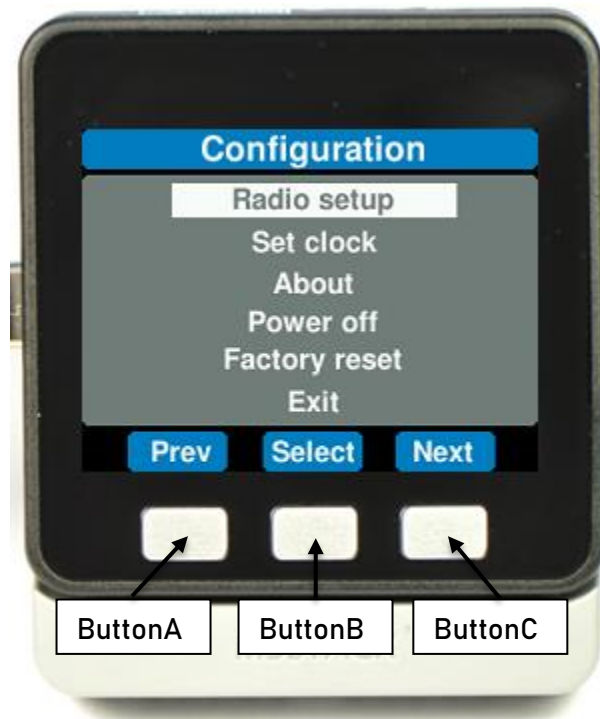 Configuration
Radio setup
Set clock
About
Power off
Factory reset
Exit
Prev Select Next
ButtonA ButtonB ButtonC